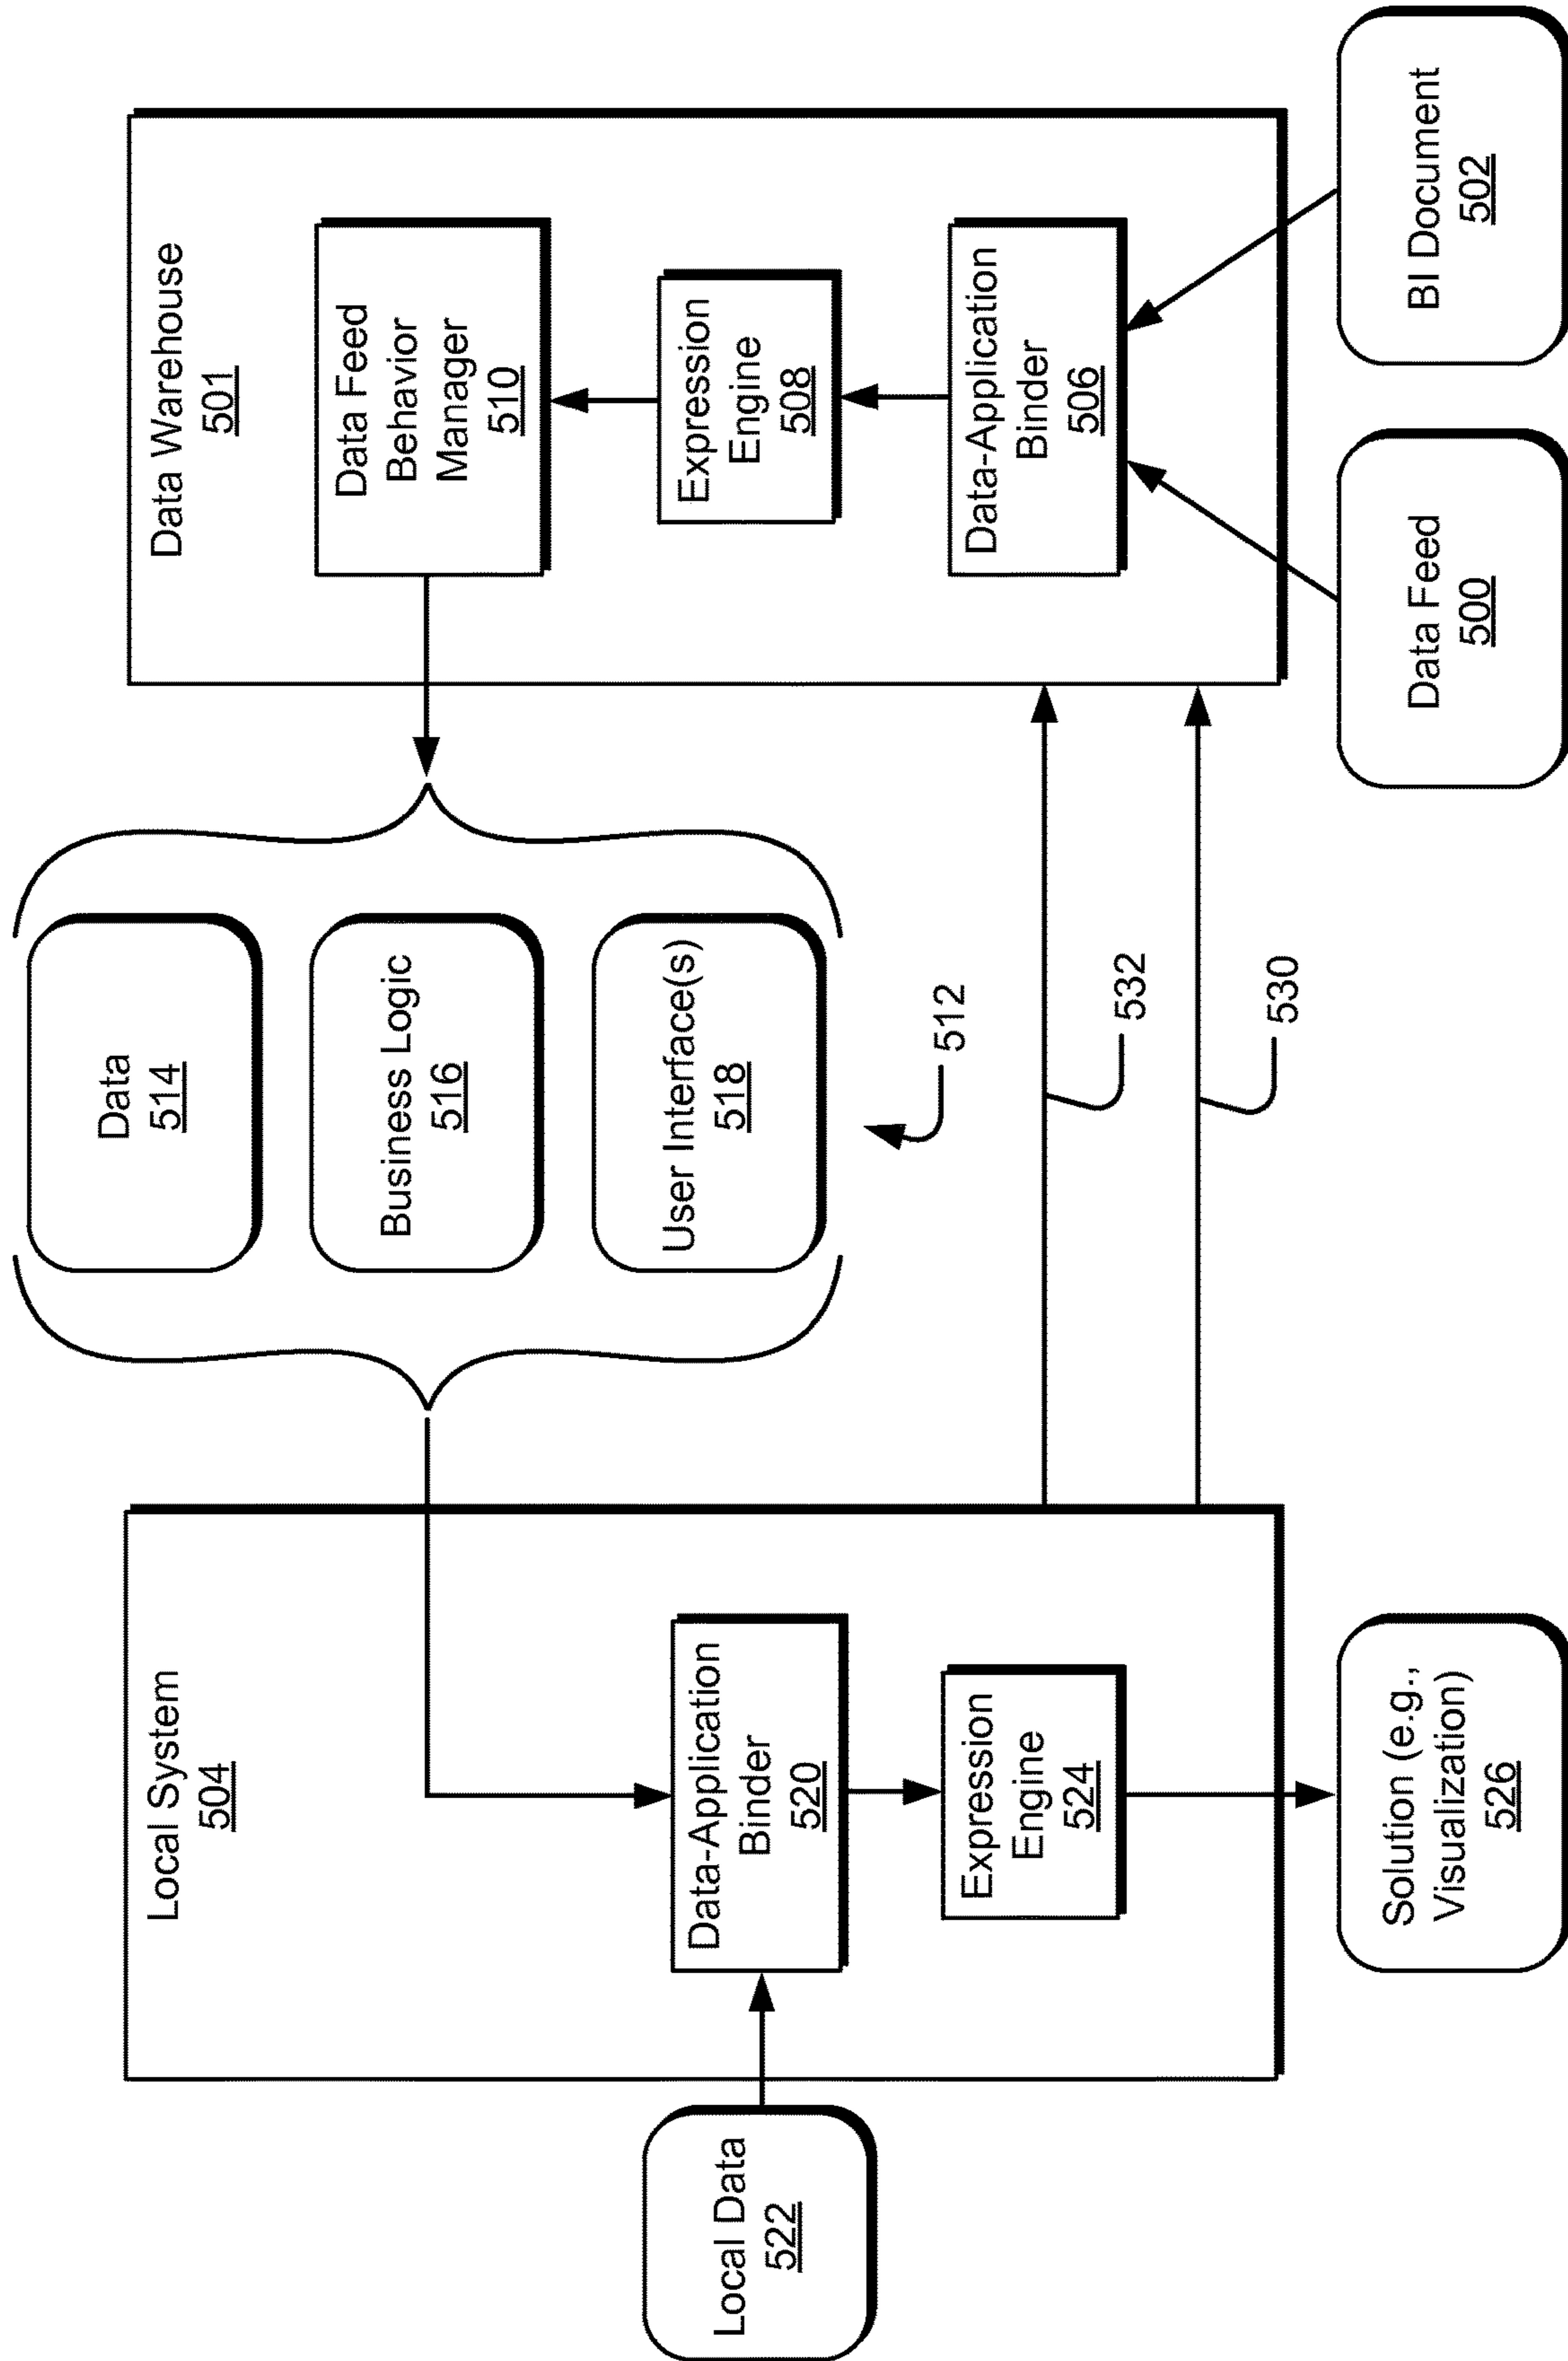 Local System
504
Local Data
522
Data-Application
Binder
520
Expression
Engine
524
Solution (e.g.,
Visualization)
526
Data
514
Business Logic
516
User Interface(s)
518
512
532
530
Data Warehouse
501
Data Feed
Behavior
Manager
510
Expression
Engine
508
Data-Application
Binder
506
Data Feed
500
BI Document
502